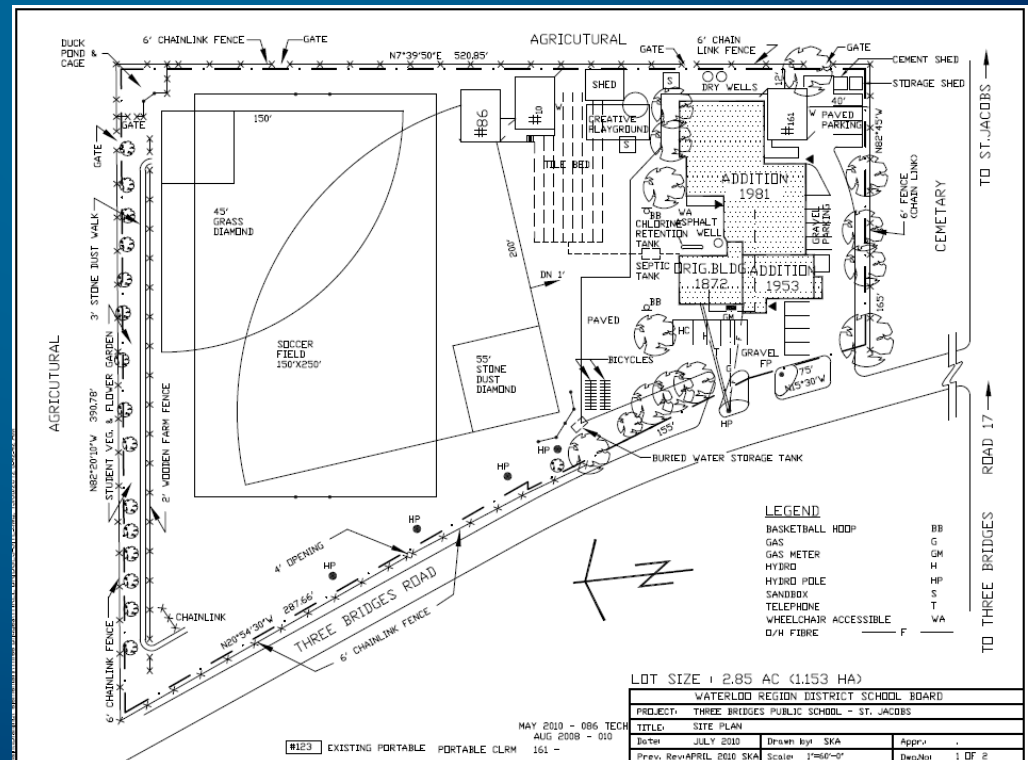 AGRICUTURAL
DUCK
POND &
CAGE
6' CHAINLINK FENCE
GATE
N7°39'50"E 520.85'
GATE
6' CHAIN
LINK FENCE
GATE
CEMENT SHED
STORAGE SHED
TO ST.JACOBS
SHED
S
DRY WELLS
12'
40'
W
PAVED
PARKING
N82°45'W
150'
#86
#10
W
#161
CREATIVE
PLAYGROUND
S
GATE
GATE
TILE BED
ADDITION
1981
6' FENCE
(CHAIN LINK)
CEMETARY
45'
GRASS
DIAMOND
BB
WA
CHLORINE
RETENTION
TANK
ASPHALT
WELL
GRAVEL
PARKING
3' STONE DUST WALK
200'
SEPTIC
TANK
ORIG.BLDG
1872
ADDITION
1953
DN 1'
165'
AGRICUTURAL
BB
PAVED
GM
HC
H
T
F
G
SOCCER
FIELD
150'X250'
55'
STONE
DUST
DIAMOND
BICYCLES
GRAVEL
FP
75'
N15°30'W
N82°20'10"W 390.78'
STUDENT VEG. & FLOWER GARDEN
2' WOODEN FARM FENCE
155'
HP
HP
HP
HP
HP
HP
BURIED WATER STORAGE TANK
ROAD 17
TO THREE BRIDGES
4' OPENING
THREE BRIDGES ROAD
N20°54'30"W 287.66'
6' CHAINLINK FENCE
CHAINLINK
6' CHAINLINK FENCE
LEGEND
BASKETBALL HOOP BB
GAS G
GAS METER GM
HYDRO H
HYDRO POLE HP
SANDBOX S
TELEPHONE T
WHEELCHAIR ACCESSIBLE WA
O/H FIBRE F
LOT SIZE : 2.85 AC (1.153 HA)
WATERLOO REGION DISTRICT SCHOOL BOARD
PROJECT: THREE BRIDGES PUBLIC SCHOOL - ST. JACOBS
TITLE: SITE PLAN
Date: JULY 2010 Drawn by: SKA Appr.: .
Prev. Rev: APRIL 2010 SKA Scale: 1"=60'-0" Dwg.No: 1 OF 2
MAY 2010 - 086 TECH
AUG 2008 - 010
#123 EXISTING PORTABLE PORTABLE CLRM 161 -